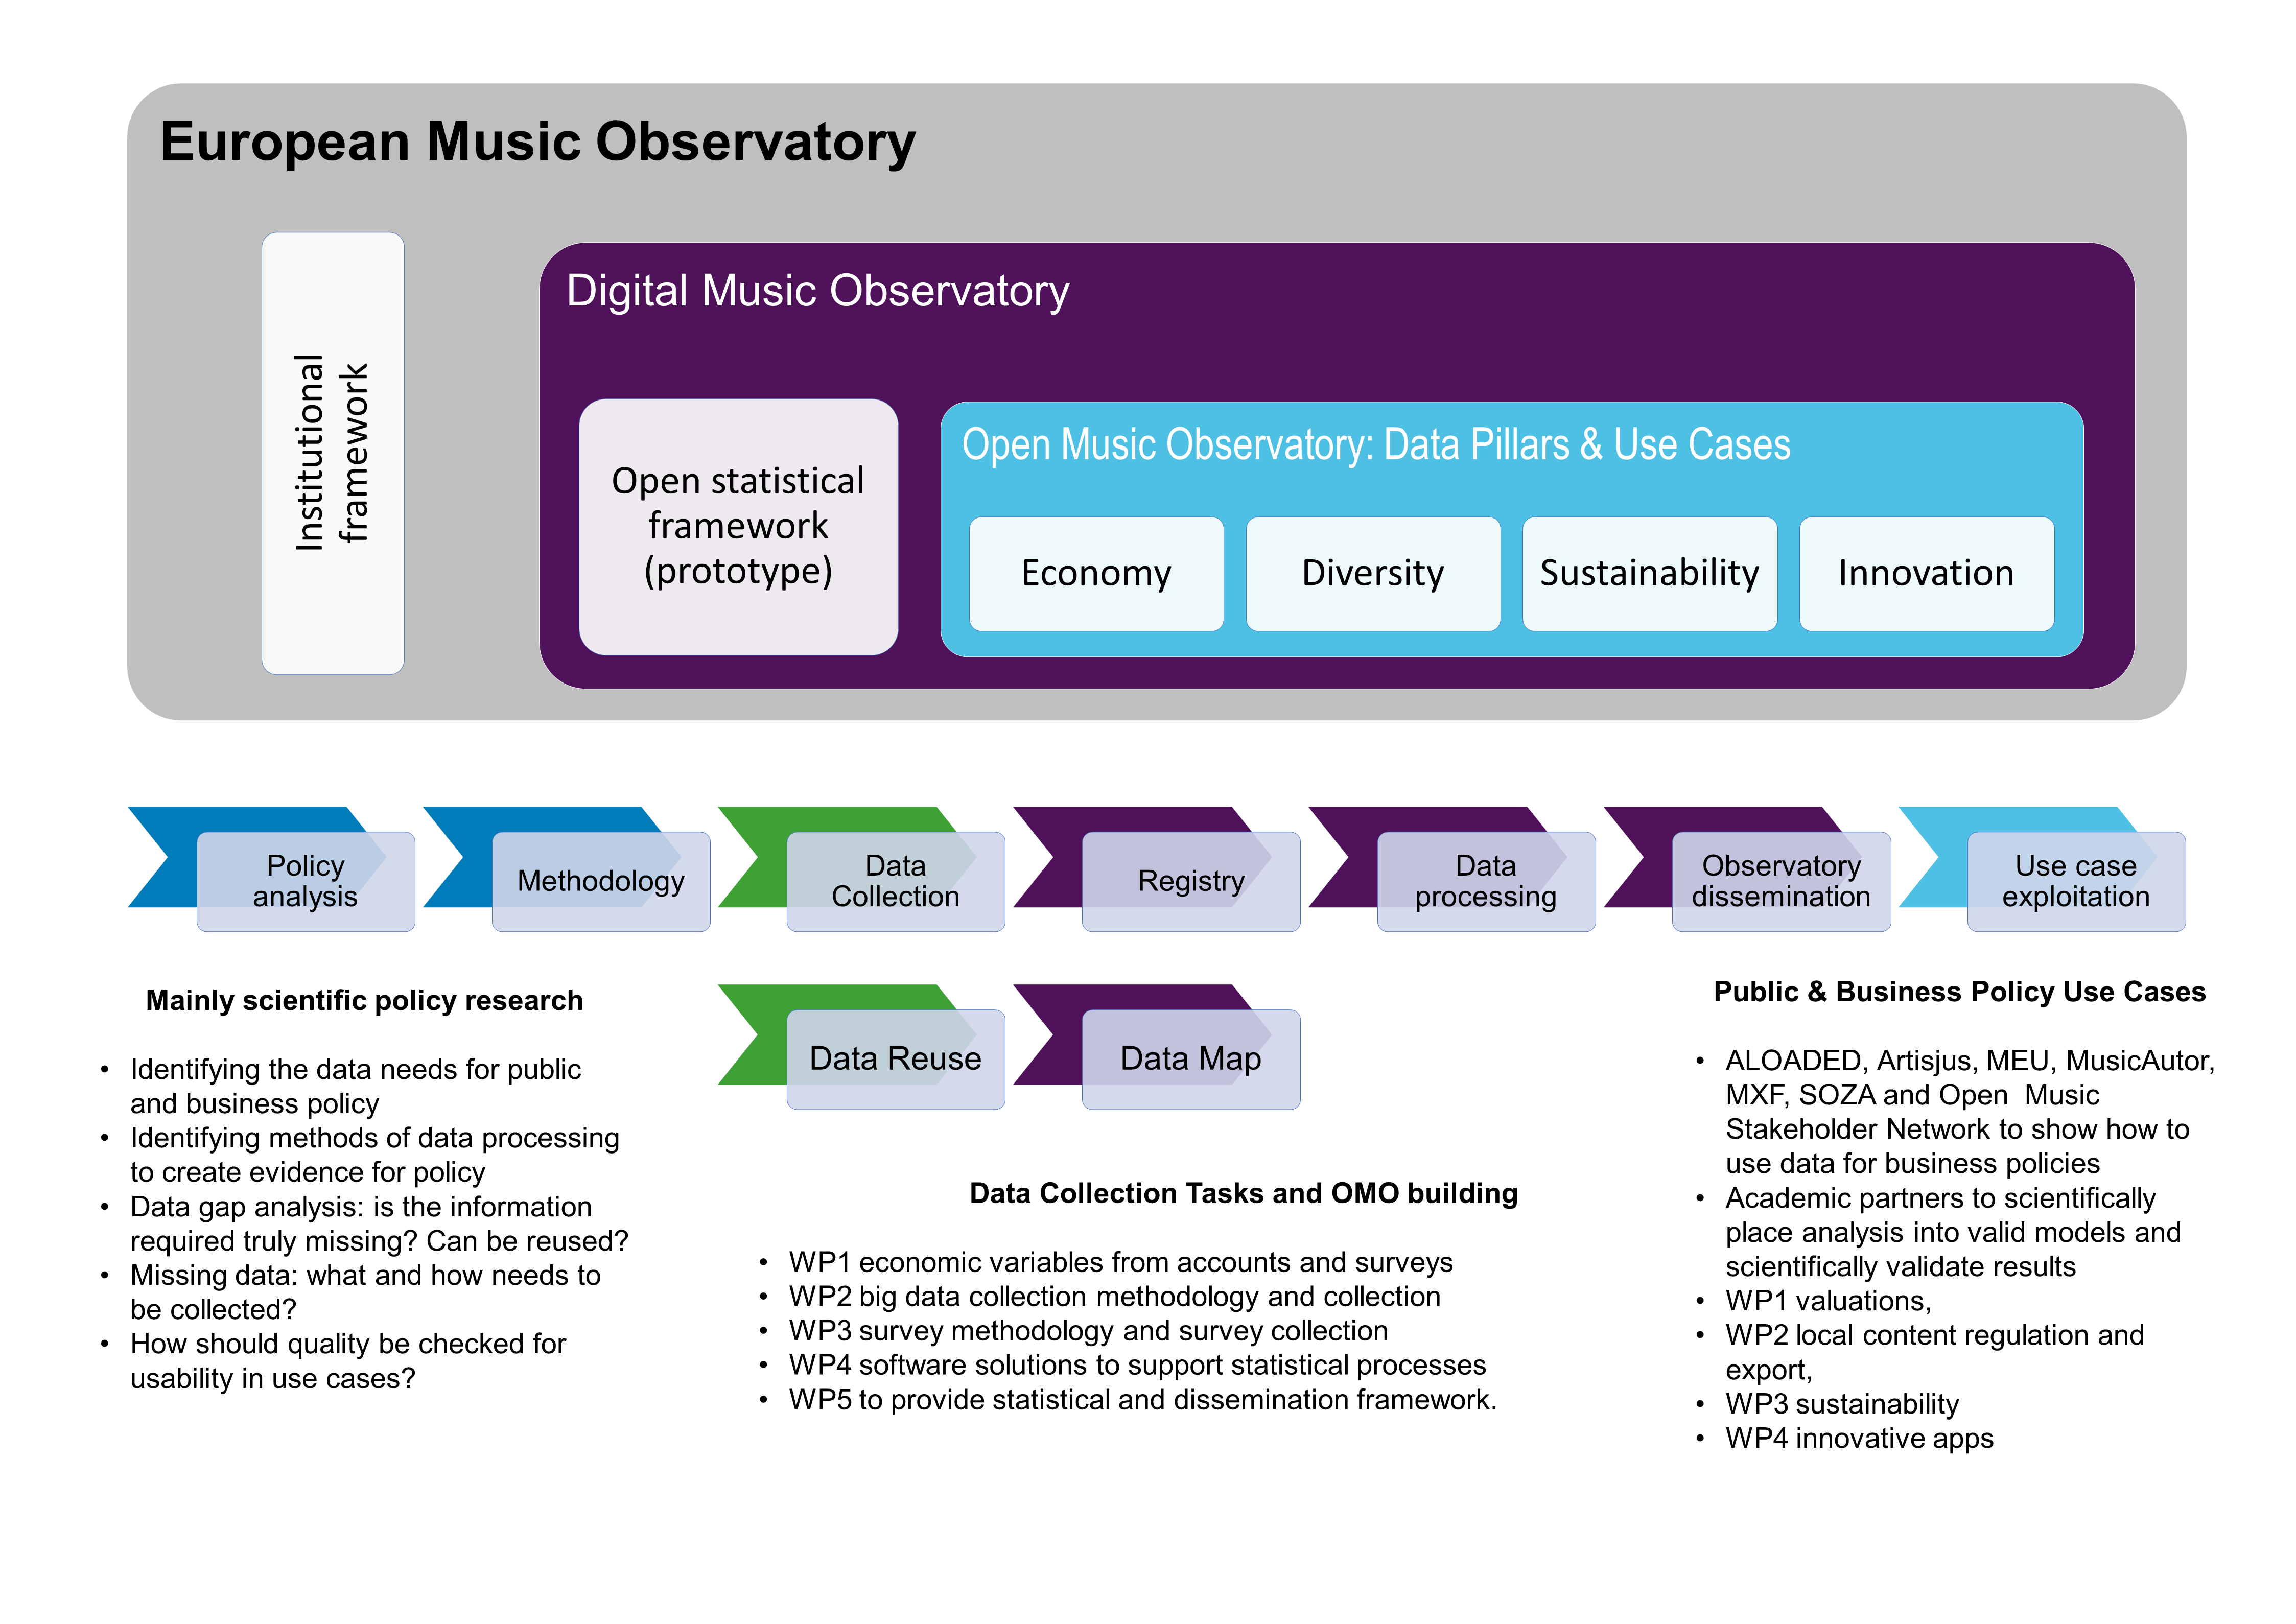 European Music Observatory
Institutional
framework
Digital Music Observatory
Open statistical
framework
(prototype)
Open Music Observatory: Data Pillars & Use Cases
Economy
Diversity
Sustainability
Innovation
Policy
analysis
Methodology
Data
Collection
Registry
Data
processing
Observatory
dissemination
Use case
exploitation
Data Reuse
Data Map
Mainly scientific policy research
• Identifying the data needs for public
and business policy
• Identifying methods of data processing
to create evidence for policy
• Data gap analysis: is the information
required truly missing? Can be reused?
• Missing data: what and how needs to
be collected?
• How should quality be checked for
usability in use cases?
Data Collection Tasks and OMO building
• WP1 economic variables from accounts and surveys
• WP2 big data collection methodology and collection
• WP3 survey methodology and survey collection
• WP4 software solutions to support statistical processes
• WP5 to provide statistical and dissemination framework.
Public & Business Policy Use Cases
• ALOADED, Artisjus, MEU, MusicAutor,
MXF, SOZA and Open  Music
Stakeholder Network to show how to
use data for business policies
• Academic partners to scientifically
place analysis into valid models and
scientifically validate results
• WP1 valuations,
• WP2 local content regulation and
export,
• WP3 sustainability
• WP4 innovative apps